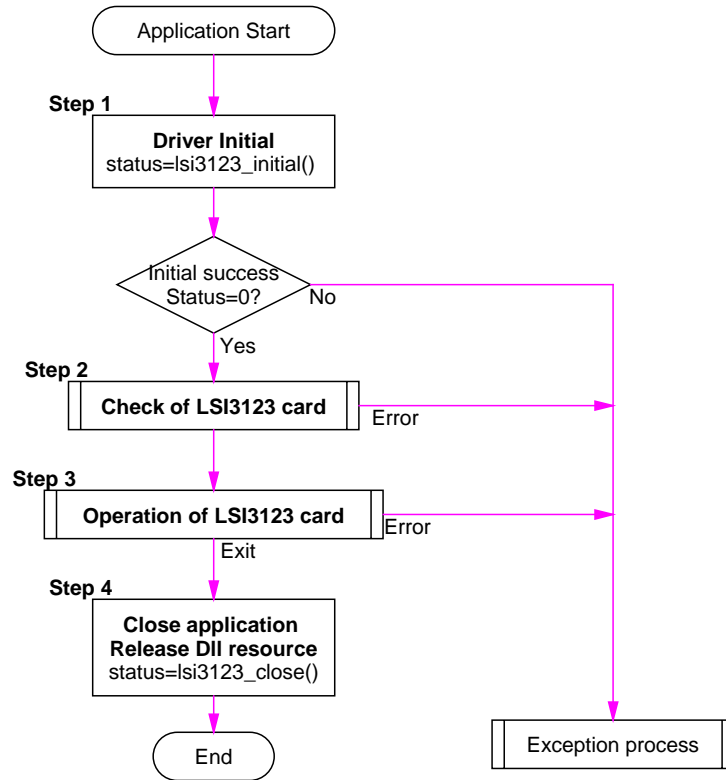 Application Start
Step 1
Driver Initial
status=lsi3123_initial()
Initial success
Status=0?
No
Yes
Step 2
Check of LSI3123 card
Error
Step 3
Operation of LSI3123 card
Error
Exit
Step 4
Close application
Release Dll resource
status=lsi3123_close()
End
Exception process